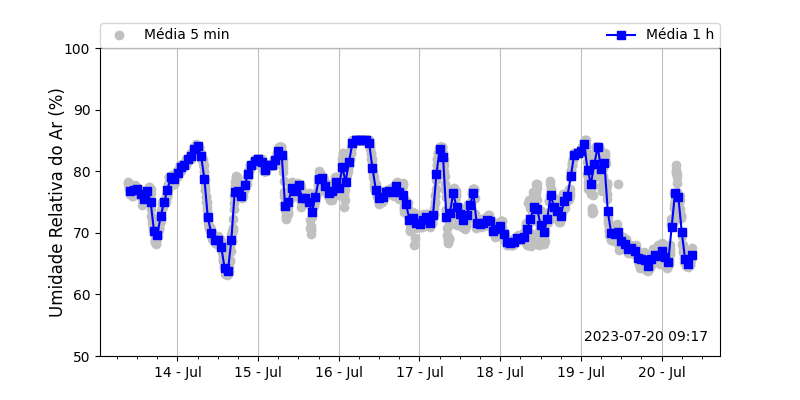 Média 5 min
Média 1 h
100
90
80
70
60
50
Umidade Relativa do Ar (%)
2023-07-20 09:17
14 - Jul
15 - Jul
16 - Jul
17 - Jul
18 - Jul
19 - Jul
20 - Jul